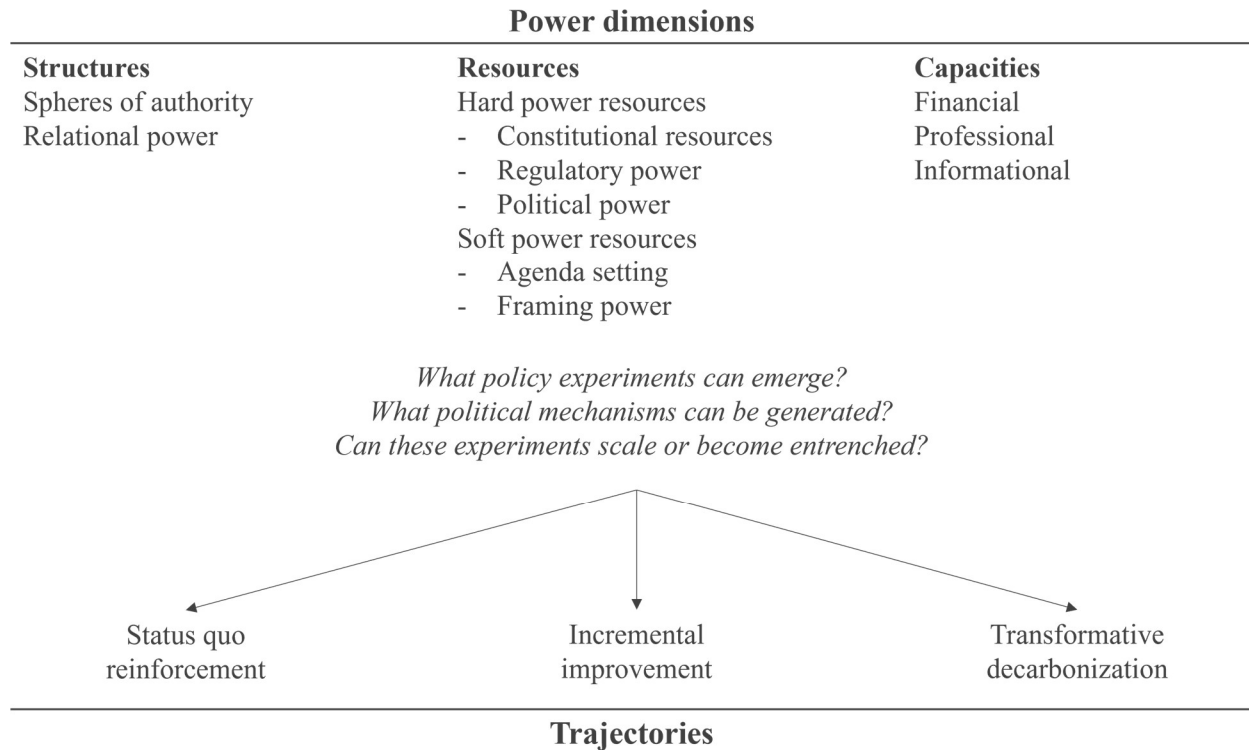 Power dimensions
Structures
Spheres of authority
Relational power
Resources
Hard power resources
- Constitutional resources
- Regulatory power
- Political power
Soft power resources
- Agenda setting
- Framing power
Capacities
Financial
Professional
Informational
What policy experiments can emerge?
What political mechanisms can be generated?
Can these experiments scale or become entrenched?
Status quo
reinforcement
Incremental
improvement
Transformative
decarbonization
Trajectories